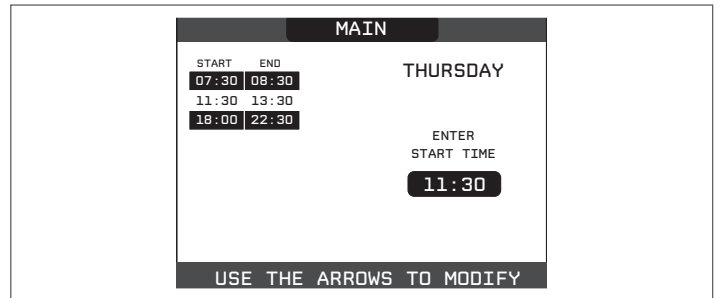 MAIN
START END
07:30 08:30
11:30 13:30
18:00 22:30
THURSDAY
ENTER
START TIME
11:30
USE THE ARROWS TO MODIFY